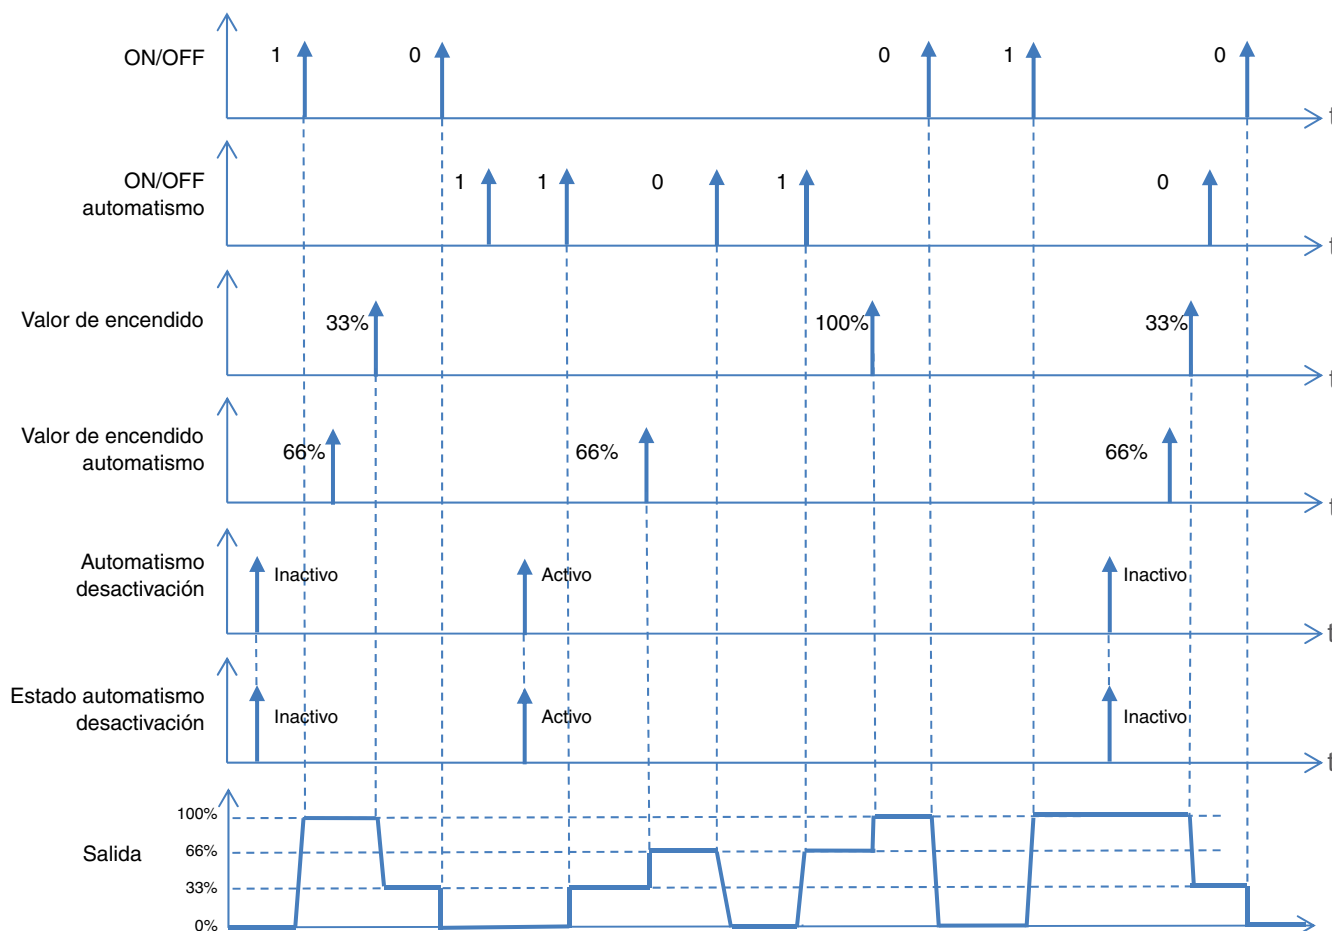 ON/OFF
1
0
0
1
0
t
ON/OFF
automatismo
1
1
0
1
0
t
Valor de encendido
33%
100%
33%
t
Valor de encendido
automatismo
66%
66%
66%
t
Automatismo
desactivación
Inactivo
Activo
Inactivo
t
Estado automatismo
desactivación
Inactivo
Activo
Inactivo
t
Salida
100%
66%
33%
0%